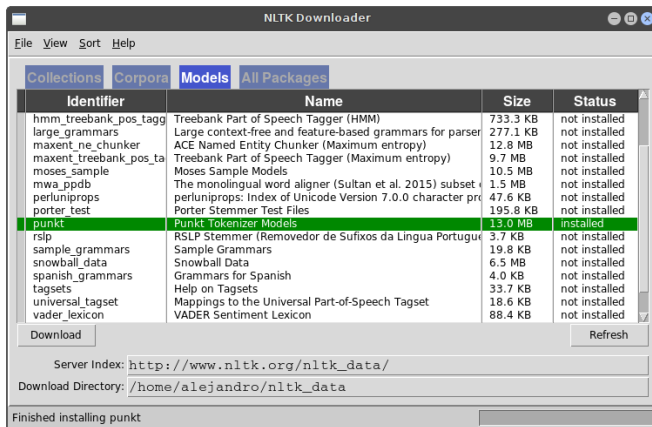 NLTK Downloader
File View Sort Help
Collections Corpora Models All Packages
Identifier Name Size Status
hmm_treebank_pos_tagg Treebank Part of Speech Tagger (HMM) 733.3 KB not installed
large_grammars Large context-free and feature-based grammars for parser 277.1 KB not installed
maxent_ne_chunker ACE Named Entity Chunker (Maximum entropy) 12.8 MB not installed
maxent_treebank_pos_ta Treebank Part of Speech Tagger (Maximum entropy) 9.7 MB not installed
moses_sample Moses Sample Models 10.5 MB not installed
mwa_ppdb The monolingual word aligner (Sultan et al. 2015) subset 1.5 MB not installed
perluniprops perluniprops: Index of Unicode Version 7.0.0 character pro 47.6 KB not installed
porter_test Porter Stemmer Test Files 195.8 KB not installed
punkt Punkt Tokenizer Models 13.0 MB installed
rslp RSLP Stemmer (Removedor de Sufixos da Lingua Portugue 3.7 KB not installed
sample_grammars Sample Grammars 19.8 KB not installed
snowball_data Snowball Data 6.5 MB not installed
spanish_grammars Grammars for Spanish 4.0 KB not installed
tagsets Help on Tagsets 33.7 KB not installed
universal_tagset Mappings to the Universal Part-of-Speech Tagset 18.6 KB not installed
vader_lexicon VADER Sentiment Lexicon 88.4 KB not installed
Download Refresh
Server Index: http://www.nltk.org/nltk_data/
Download Directory: /home/alejandro/nltk_data
Finished installing punkt